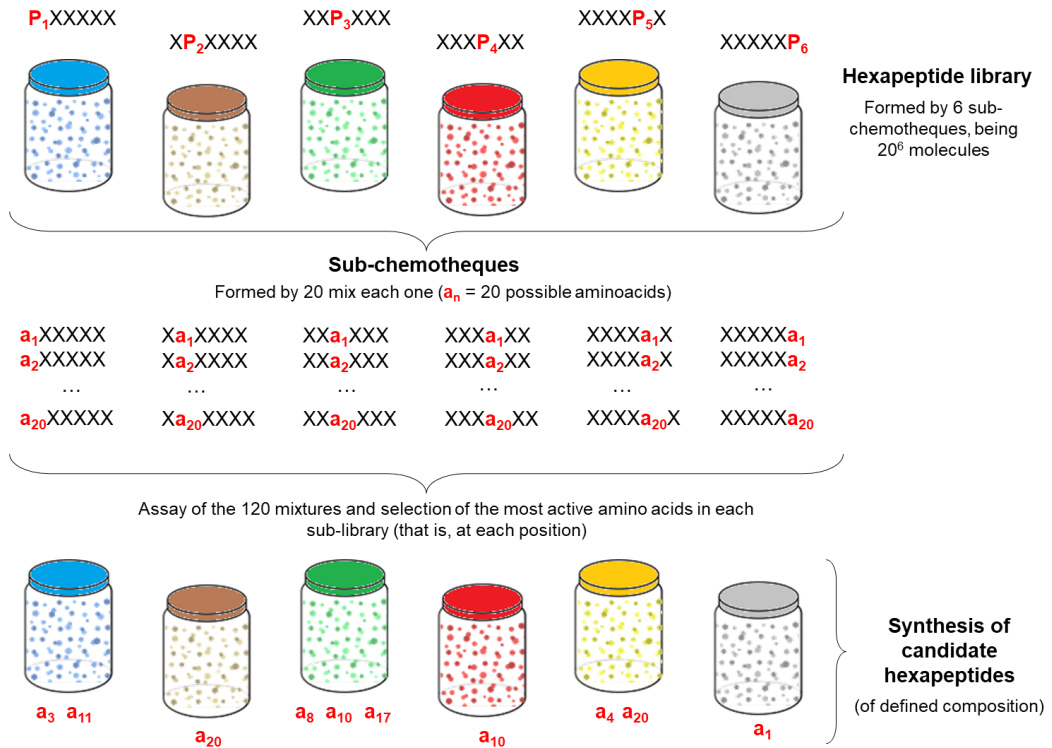 P₁XXXXX
XP₂XXXX
XXP₃XXX
XXXP₄XX
XXXXP₅X
XXXXXP₆
Hexapeptide library
Formed by 6 sub-
chemotheques, being
20⁶ molecules
Sub-chemotheques
Formed by 20 mix each one (aₙ = 20 possible aminoacids)
a₁XXXXX Xa₁XXXX XXa₁XXX XXXa₁XX XXXXa₁X XXXXXa₁
a₂XXXXX Xa₂XXXX XXa₂XXX XXXa₂XX XXXXa₂X XXXXXa₂
... ... ... ... ... ...
a₂₀XXXXX Xa₂₀XXXX XXa₂₀XXX XXXa₂₀XX XXXXa₂₀X XXXXXa₂₀
Assay of the 120 mixtures and selection of the most active amino acids in each
sub-library (that is, at each position)
a₃ a₁₁
a₂₀
a₈ a₁₀ a₁₇
a₁₀
a₄ a₂₀
a₁
Synthesis of
candidate
hexapeptides
(of defined composition)